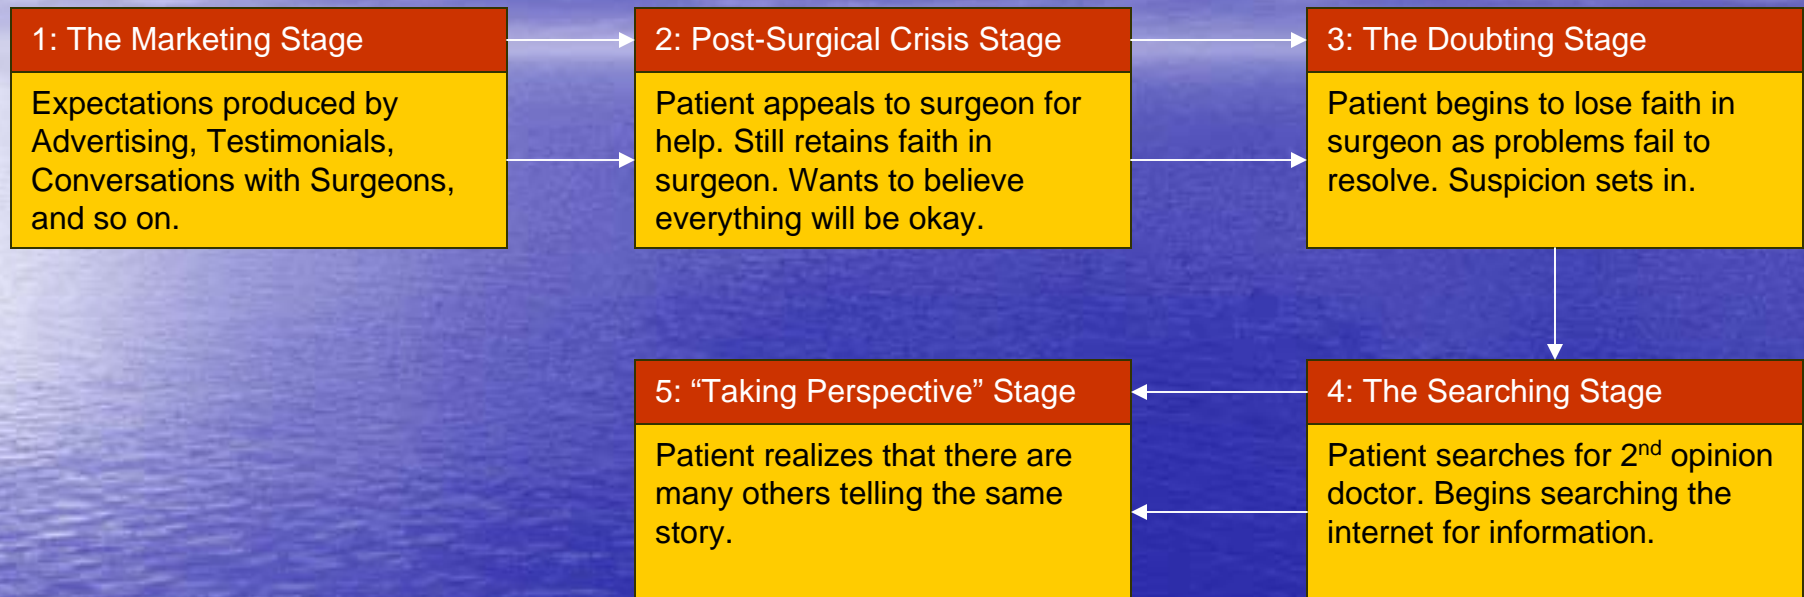 1: The Marketing Stage
Expectations produced by
Advertising, Testimonials,
Conversations with Surgeons,
and so on.
2: Post-Surgical Crisis Stage
Patient appeals to surgeon for
help. Still retains faith in
surgeon. Wants to believe
everything will be okay.
3: The Doubting Stage
Patient begins to lose faith in
surgeon as problems fail to
resolve. Suspicion sets in.
4: The Searching Stage
Patient searches for 2nd opinion
doctor. Begins searching the
internet for information.
5: “Taking Perspective” Stage
Patient realizes that there are
many others telling the same
story.